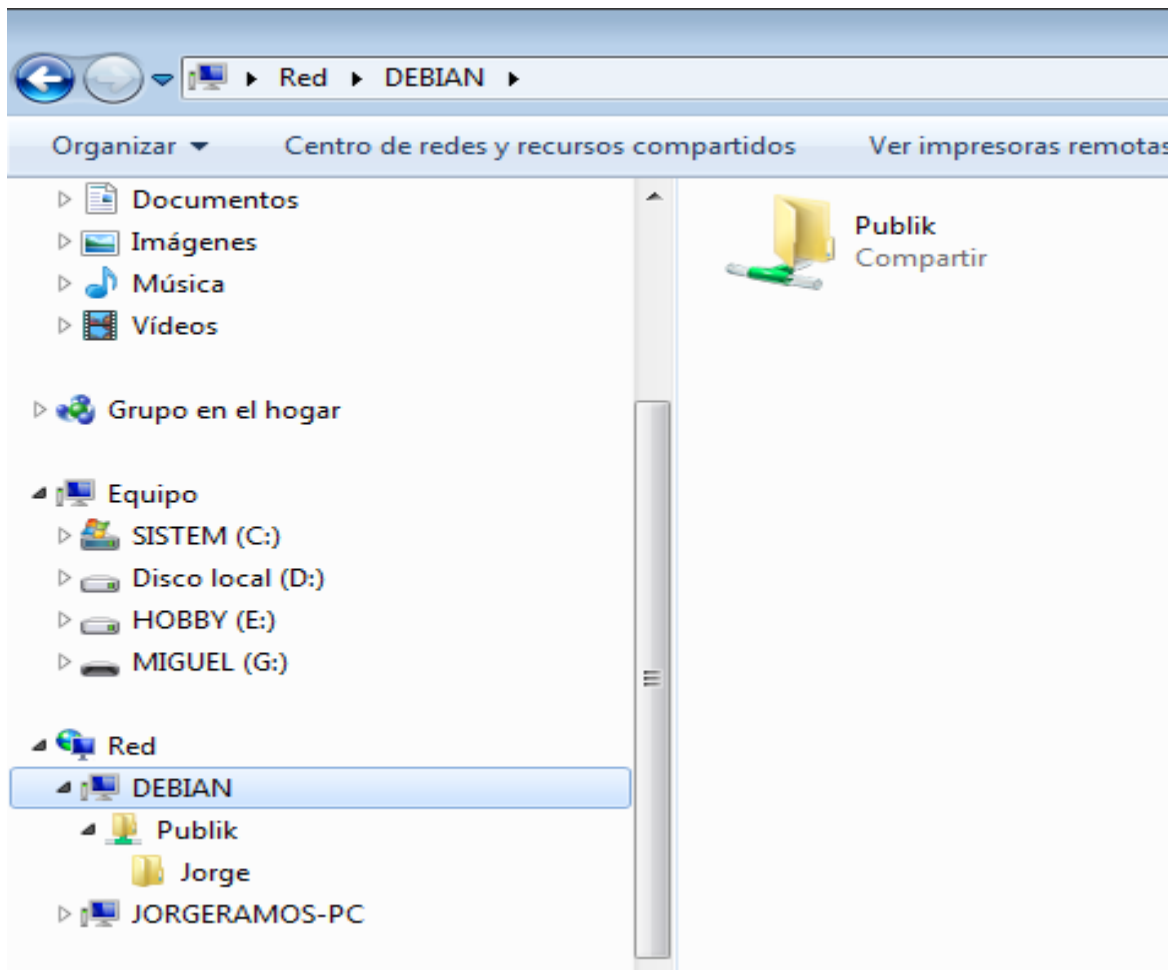 Red DEBIAN
Organizar Centro de redes y recursos compartidos Ver impresoras remotas
Documentos
Imágenes
Música
Vídeos
Grupo en el hogar
Equipo
SISTEM (C:)
Disco local (D:)
HOBBY (E:)
MIGUEL (G:)
Red
DEBIAN
Publik
Jorge
JORGERAMOS-PC
Publik
Compartir